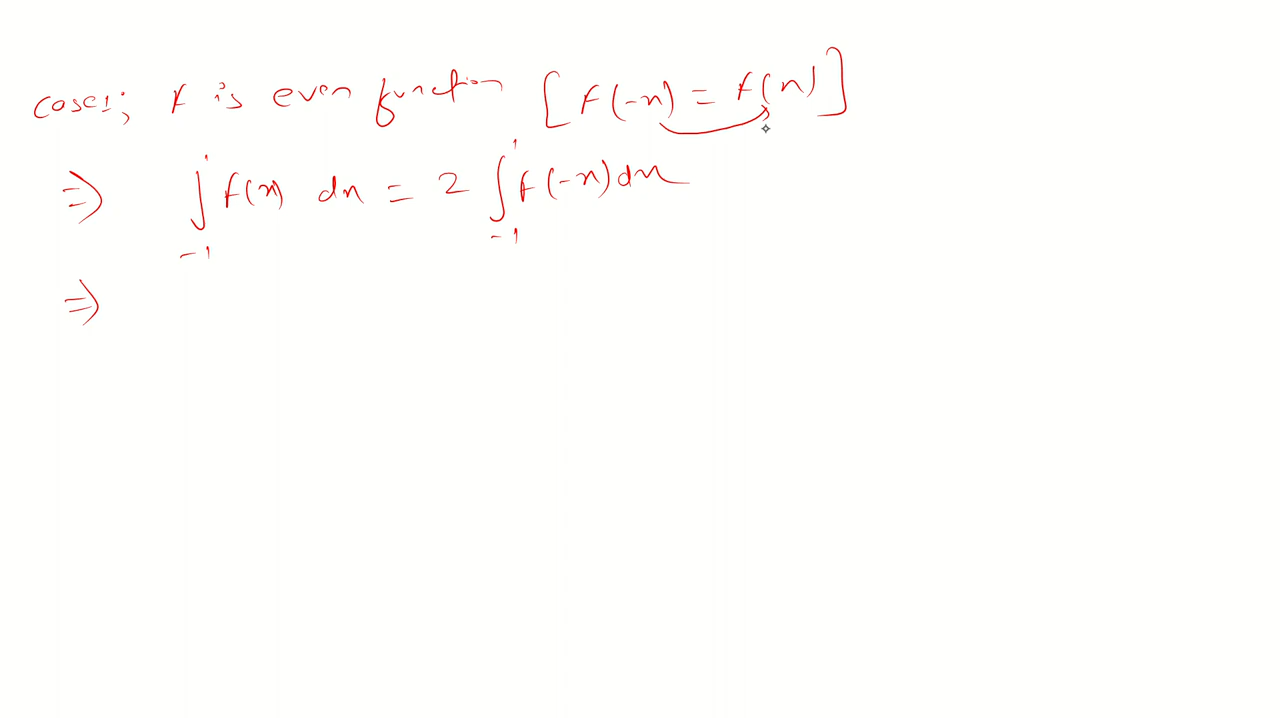 case1; f is even function [f(-x) = f(x)]
⇒ ∫₋₁¹ f(x) dx = 2 ∫₋₁¹ f(-x) dx
⇒